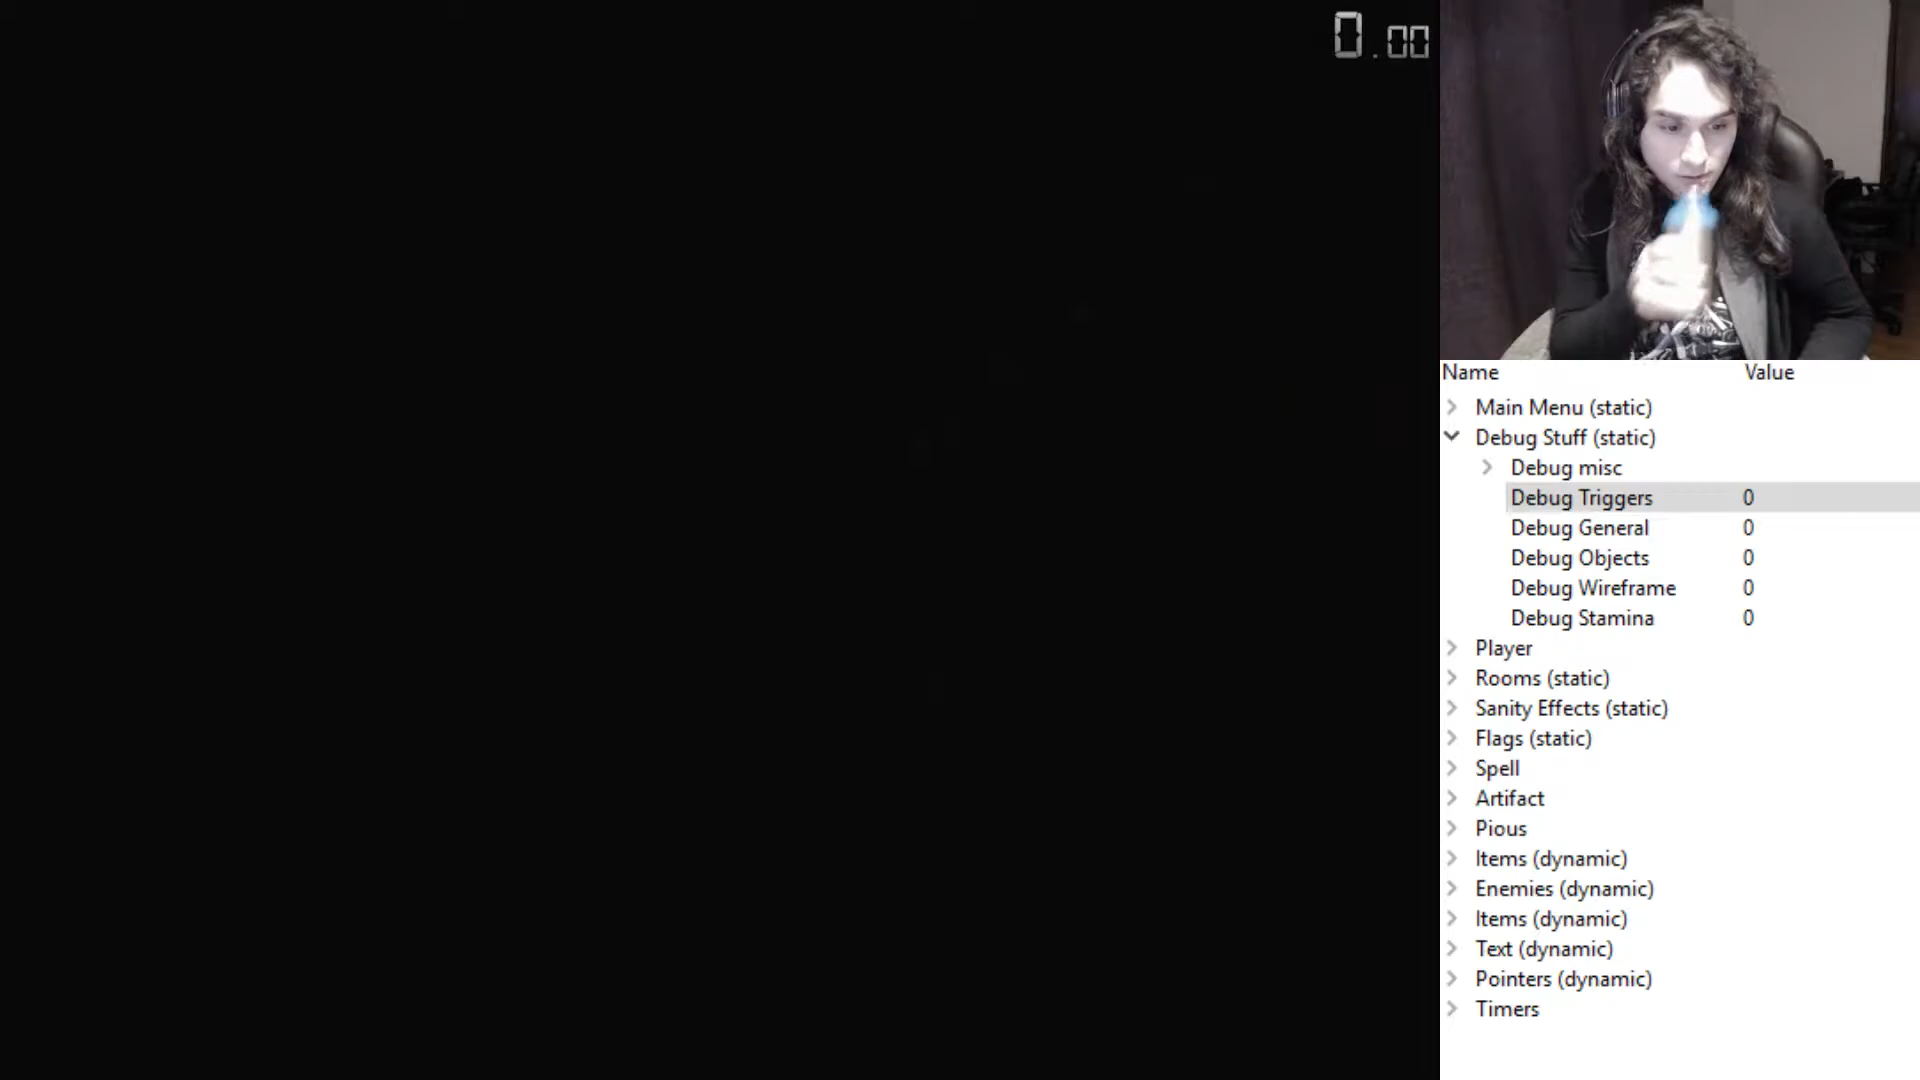 0.00
Name Value
Main Menu (static)
Debug Stuff (static)
Debug misc
Debug Triggers 0
Debug General 0
Debug Objects 0
Debug Wireframe 0
Debug Stamina 0
Player
Rooms (static)
Sanity Effects (static)
Flags (static)
Spell
Artifact
Pious
Items (dynamic)
Enemies (dynamic)
Items (dynamic)
Text (dynamic)
Pointers (dynamic)
Timers